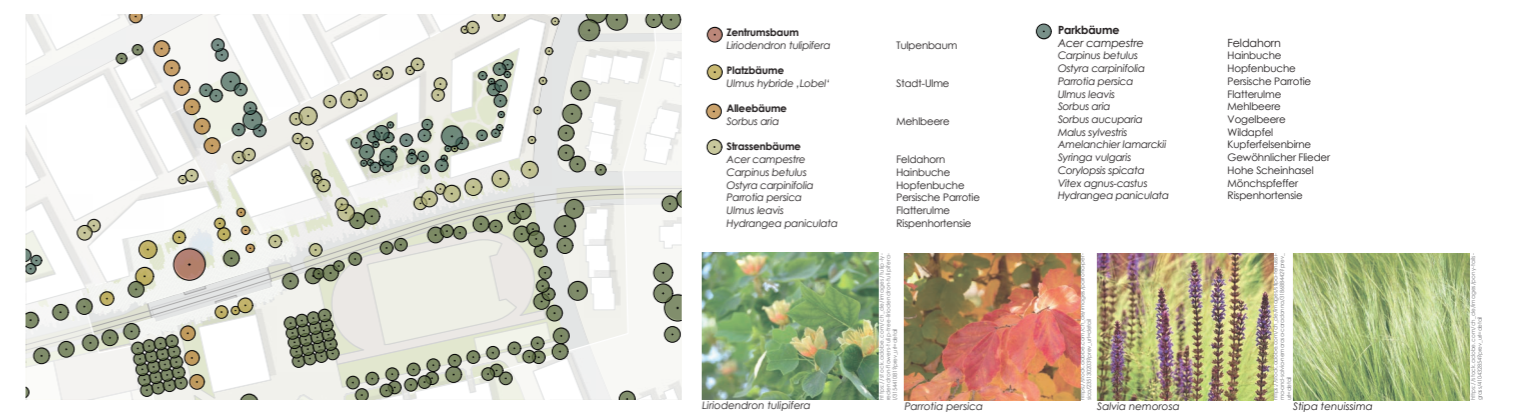 Zentrumsbaum
Liriodendron tulipifera Tulpenbaum
Platzbäume
Ulmus hybride ‚Lobel‘ Stadt-Ulme
Alleebäume
Sorbus aria Mehlbeere
Strassenbäume
Acer campestre Feldahorn
Carpinus betulus Hainbuche
Ostyra carpinifolia Hopfenbuche
Parrotia persica Persische Parrotie
Ulmus leavis Flatterulme
Hydrangea paniculata Rispenhortensie
Parkbäume
Acer campestre Feldahorn
Carpinus betulus Hainbuche
Ostyra carpinifolia Hopfenbuche
Parrotia persica Persische Parrotie
Ulmus leavis Flatterulme
Sorbus aria Mehlbeere
Sorbus aucuparia Vogelbeere
Malus sylvestris Wildapfel
Amelanchier lamarckii Kupferfelsenbirne
Syringa vulgaris Gewöhnlicher Flieder
Corylopsis spicata Hohe Scheinhasel
Vitex agnus-castus Mönchspfeffer
Hydrangea paniculata Rispenhortensie
Liriodendron tulipifera
Parrotia persica
Salvia nemorosa
Stipa tenuissima